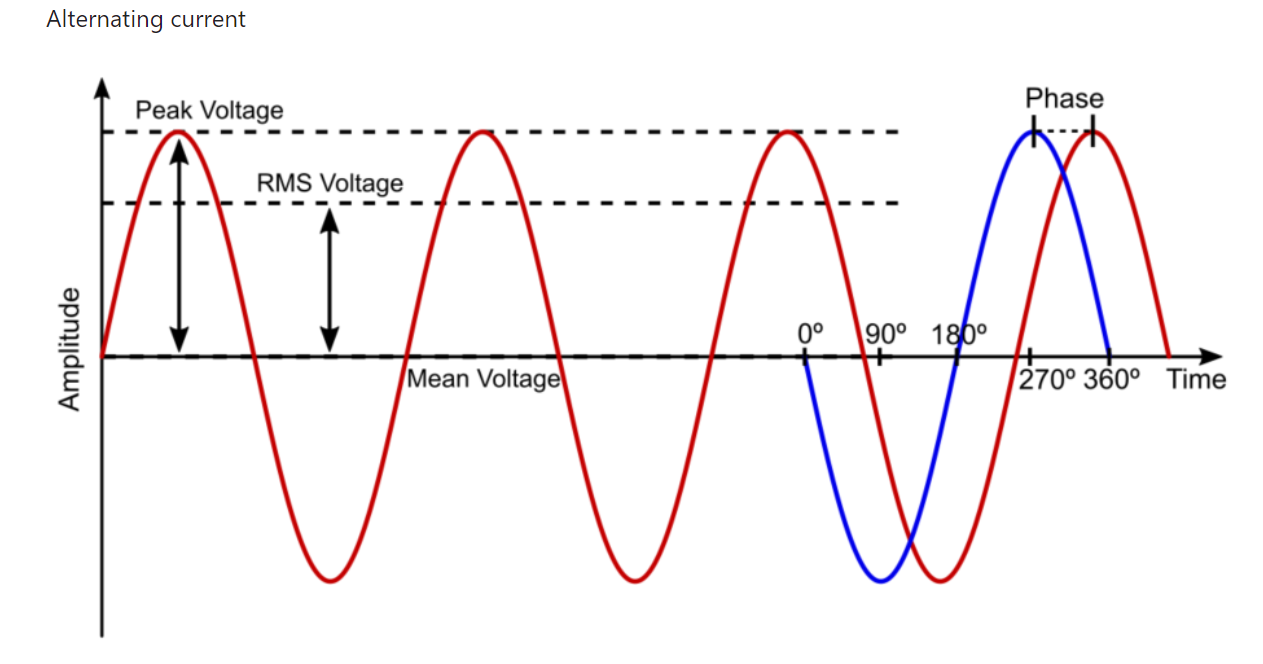 Alternating current
Peak Voltage
Phase
RMS Voltage
Amplitude
0º 90º 180º
Mean Voltage
270º 360º Time